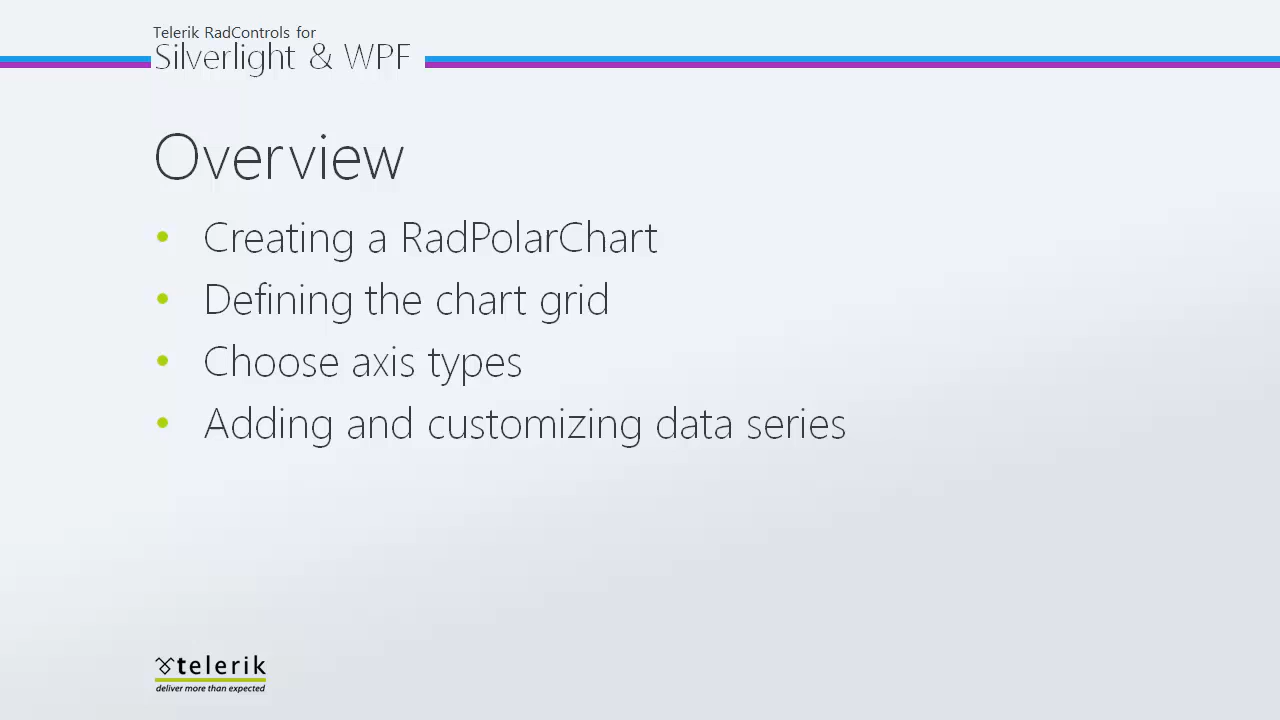 Telerik RadControls for
Silverlight & WPF
Overview
• Creating a RadPolarChart
• Defining the chart grid
• Choose axis types
• Adding and customizing data series
telerik
deliver more than expected